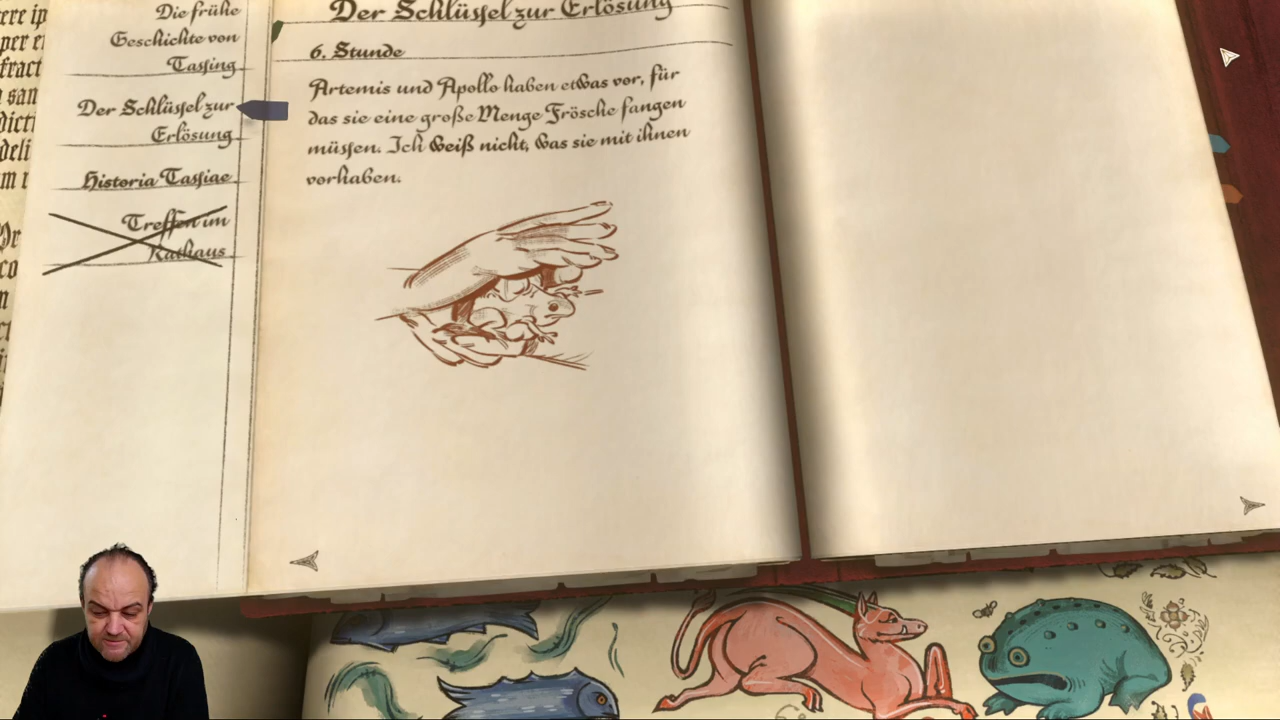 Die frühe
Geschichte von
Tassing
Der Schlüssel zur
Erlösung
Historia Tassiae
Treffen im
Rathaus
Der Schlüssel zur Erlösung
6. Stunde
Artemis und Apollo haben etwas vor, für
das sie eine große Menge Frösche fangen
müssen. Ich weiß nicht, was sie mit ihnen
vorhaben.